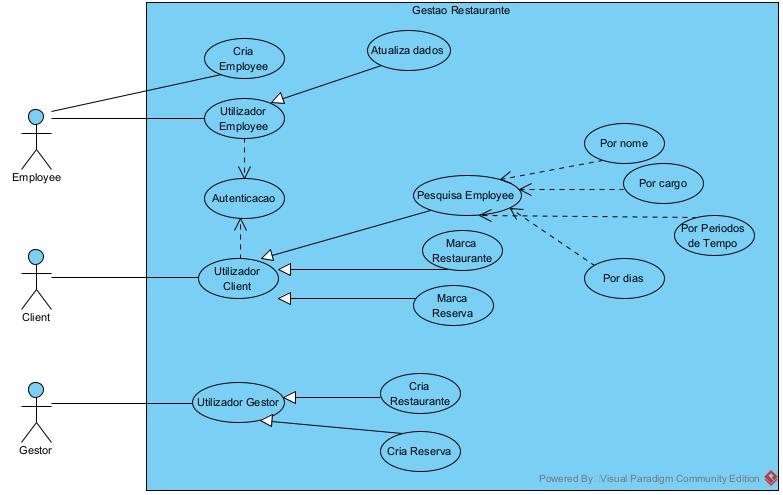 Gestao Restaurante
Cria
Employee
Atualiza dados
Utilizador
Employee
Employee
Por nome
Por cargo
Autenticacao
Pesquisa Employee
Por Periodos
de Tempo
Marca
Restaurante
Utilizador
Client
Client
Por dias
Marca
Reserva
Cria
Restaurante
Utilizador Gestor
Gestor
Cria Reserva
Powered By: Visual Paradigm Community Edition